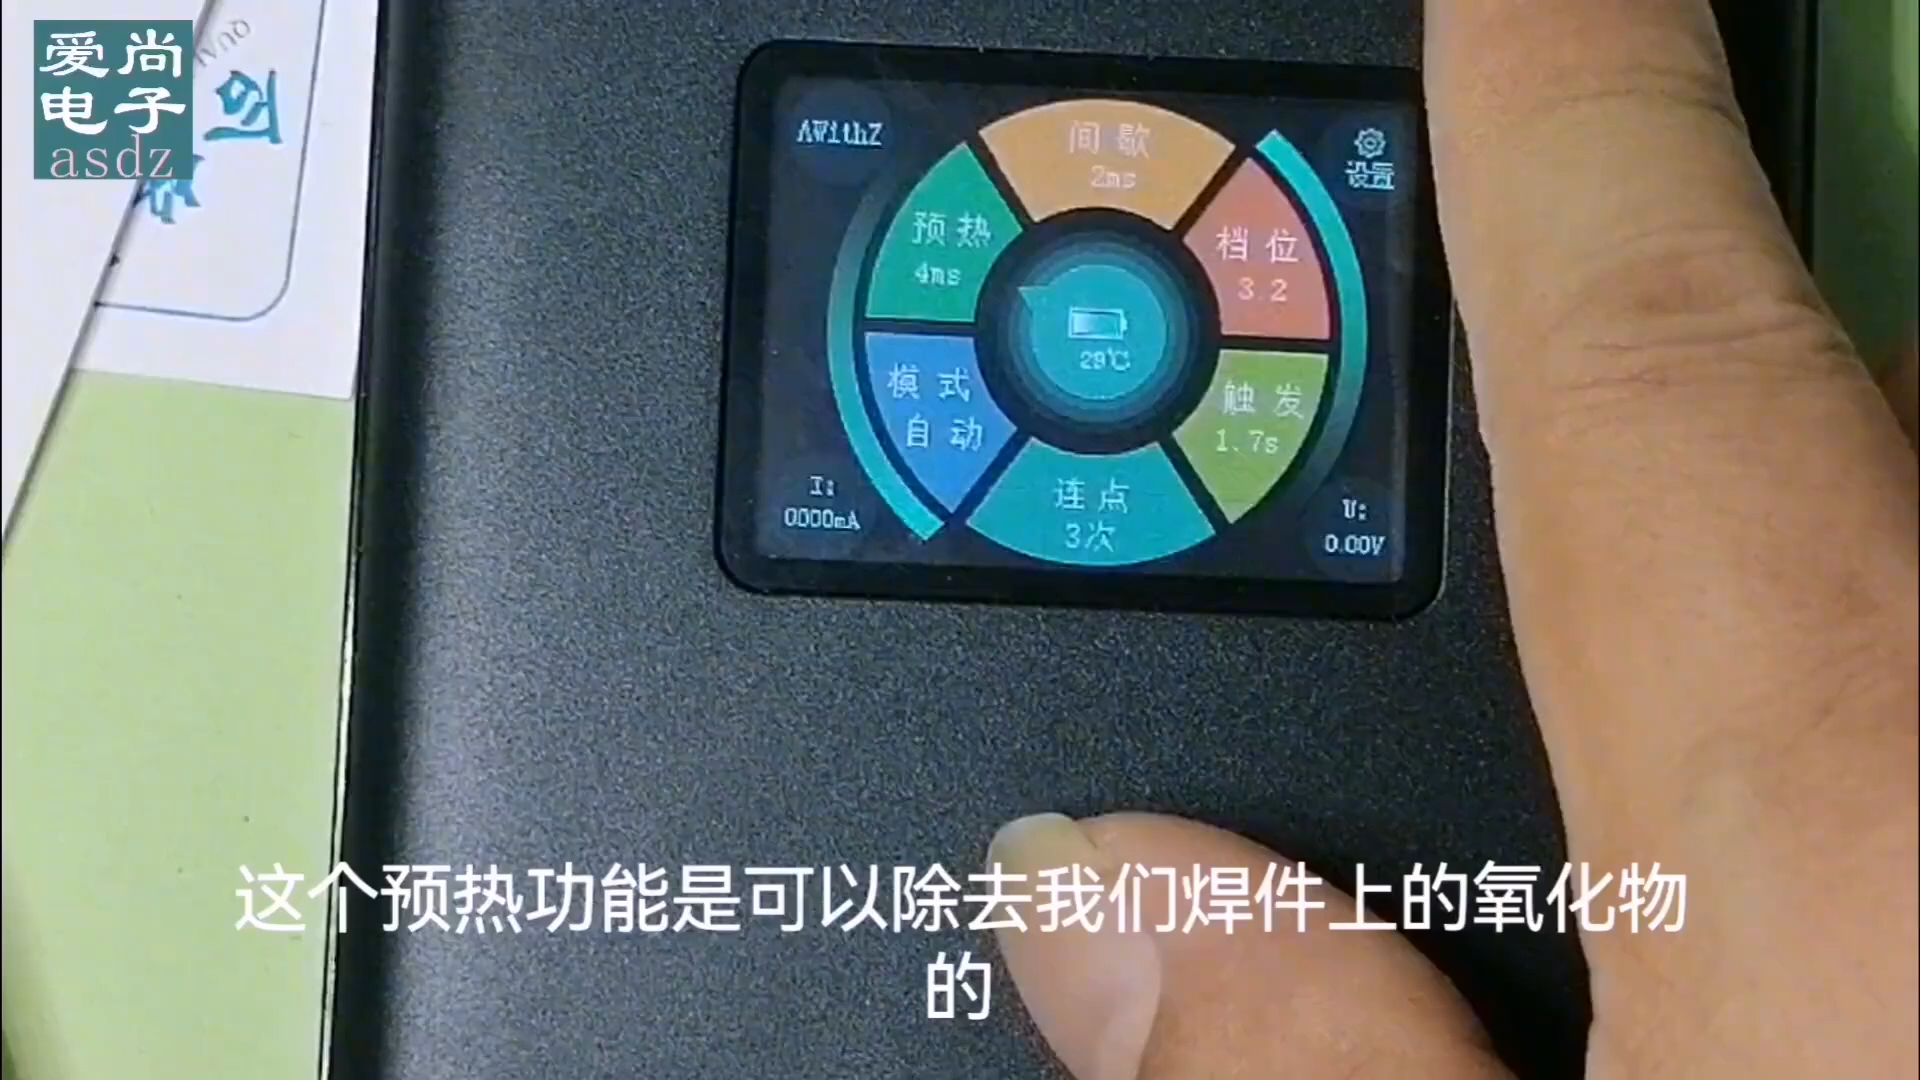 爱尚
电子
asdz
AWithZ
间歇
2ms
设置
预热
4ms
档位
3.2
29℃
模式
自动
触发
1.7s
连点
3次
I:
0000mA
U:
0.00V
这个预热功能是可以除去我们焊件上的氧化物
的